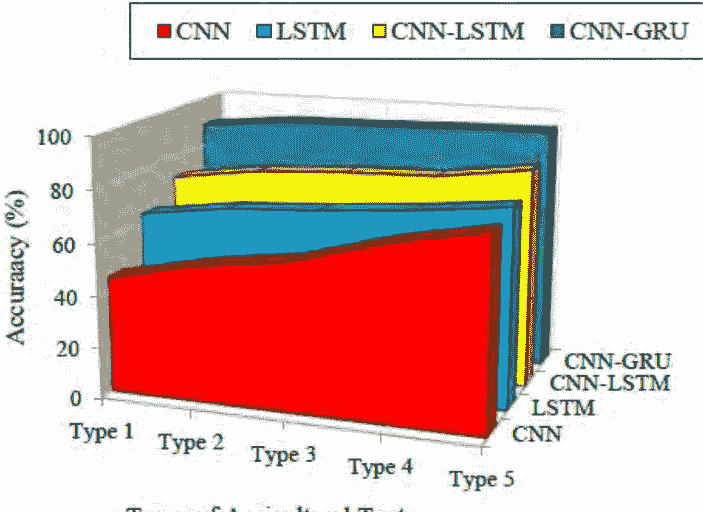 CNN LSTM CNN-LSTM CNN-GRU
100
80
60
40
20
0
Accuraacy (%)
Type 1
Type 2
Type 3
Type 4
Type 5
CNN-GRU
CNN-LSTM
LSTM
CNN